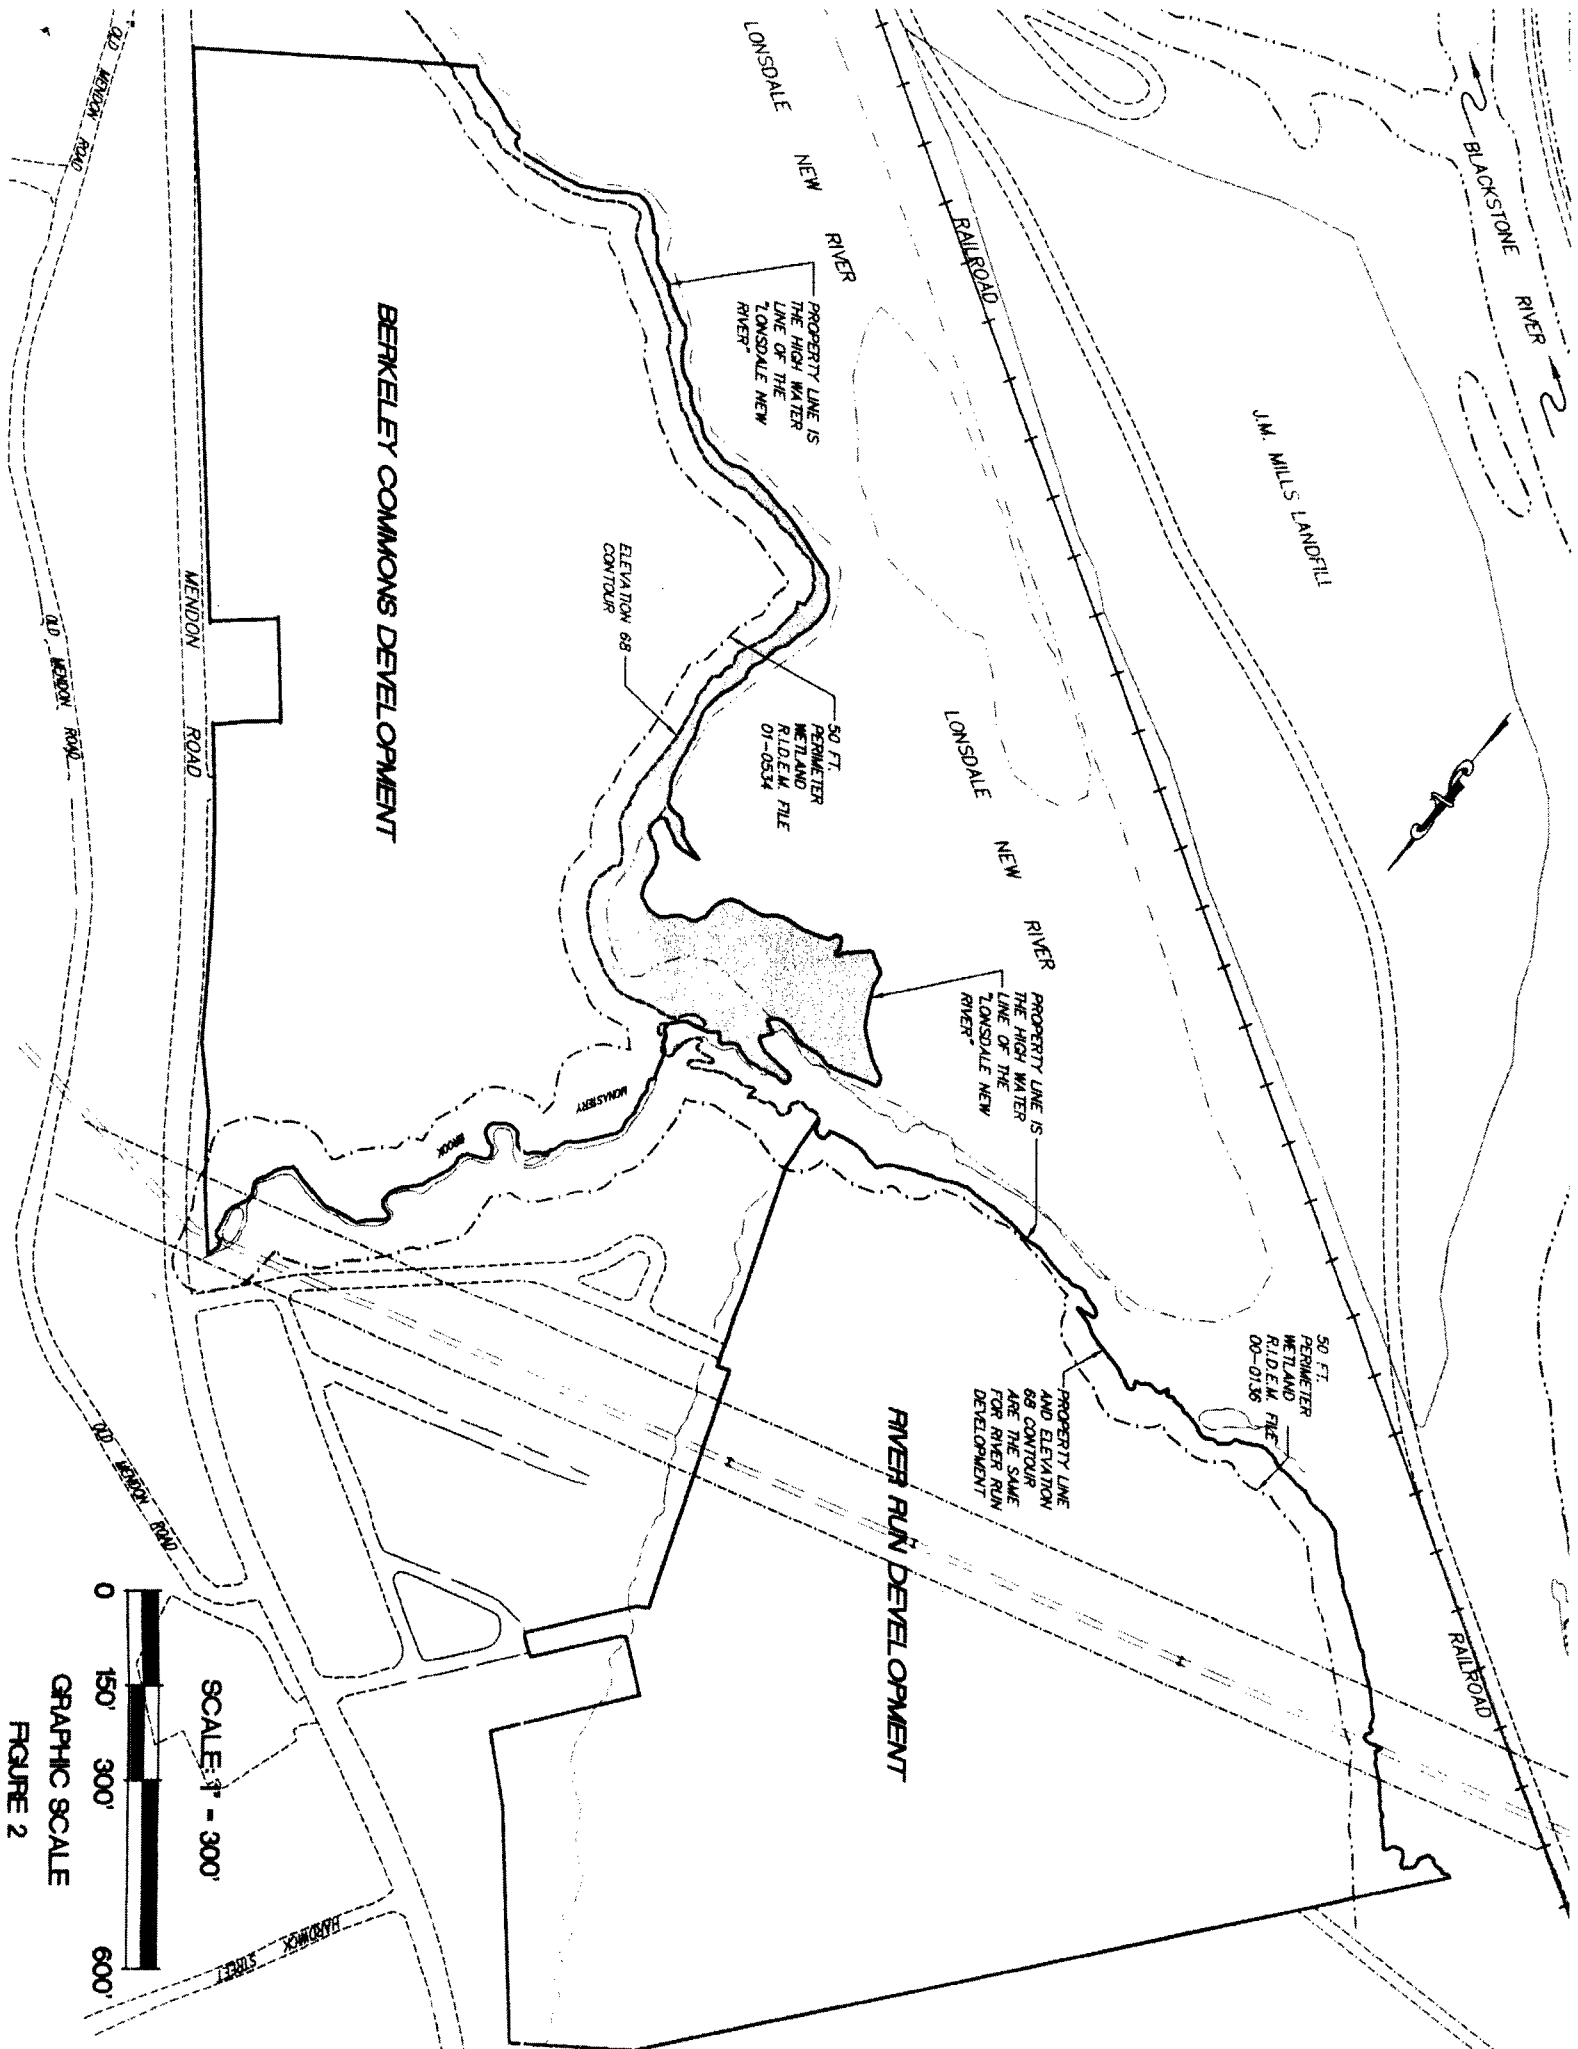 BLACKSTONE
RIVER
J.M. MILLS LANDFILL
RAILROAD
RAILROAD
LONSDALE
NEW
RIVER
LONSDALE
NEW
RIVER
PROPERTY LINE IS
THE HIGH WATER
LINE OF THE
"LONSDALE NEW
RIVER"
50 FT.
PERIMETER
WETLAND
R.I.D.E.M. FILE
01-0534
ELEVATION 68
CONTOUR
PROPERTY LINE IS
THE HIGH WATER
LINE OF THE
"LONSDALE NEW
RIVER"
50 FT.
PERIMETER
WETLAND
R.I.D.E.M. FILE
00-0136
PROPERTY LINE
AND ELEVATION
68 CONTOUR
ARE THE SAME
FOR RIVER RUN
DEVELOPMENT
BERKELEY COMMONS DEVELOPMENT
RIVER RUN DEVELOPMENT
MONASTERY
BROOK
MENDON ROAD
OLD MENDON ROAD
OLD MENDON ROAD
OLD MENDON ROAD
HARDWICK STREET
SCALE: 1" = 300'
0 150' 300' 600'
GRAPHIC SCALE
FIGURE 2